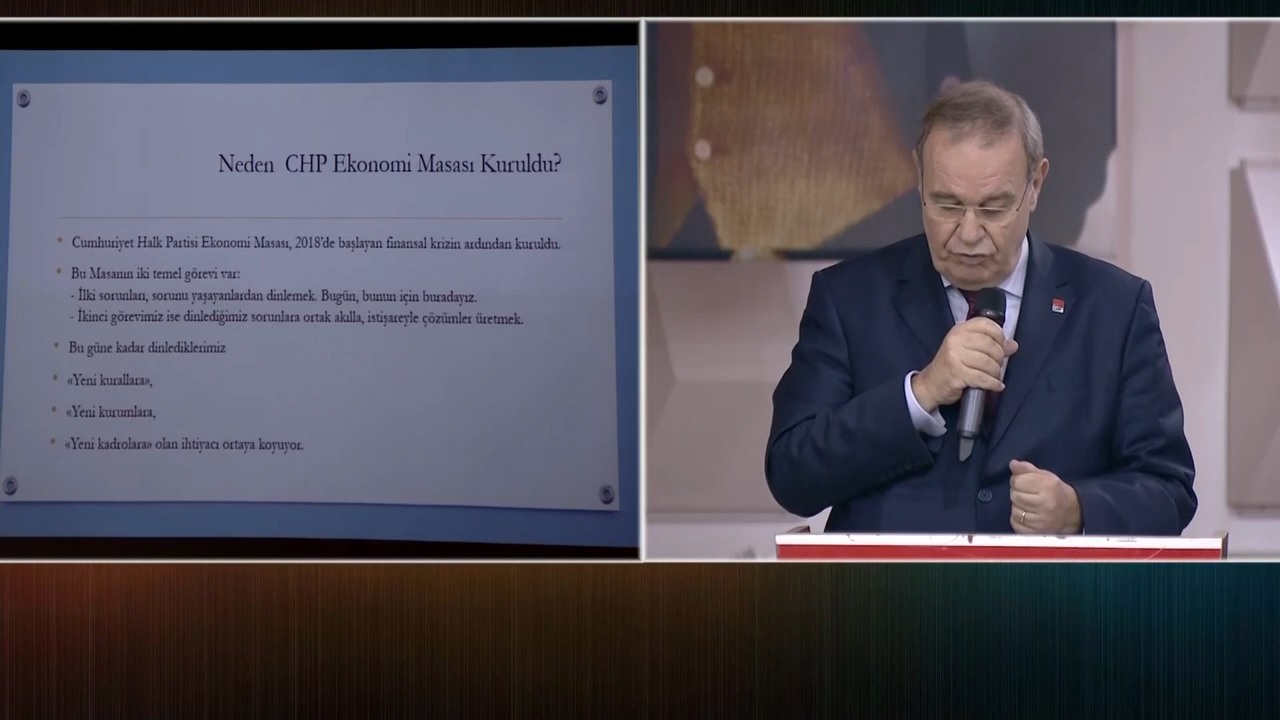 Neden CHP Ekonomi Masası Kuruldu?
Cumhuriyet Halk Partisi Ekonomi Masası, 2018'de başlayan finansal krizin ardından kuruldu.
Bu Masanın iki temel görevi var:
- İlki sorunları, sorunu yaşayanlardan dinlemek. Bugün, bunun için buradayız.
- İkinci görevimiz ise dinlediğimiz sorunlara ortak akılla, istişareyle çözümler üretmek.
Bu güne kadar dinlediklerimiz
«Yeni kurallara»,
«Yeni kurumlara,
«Yeni kadrolara» olan ihtiyacı ortaya koyuyor.